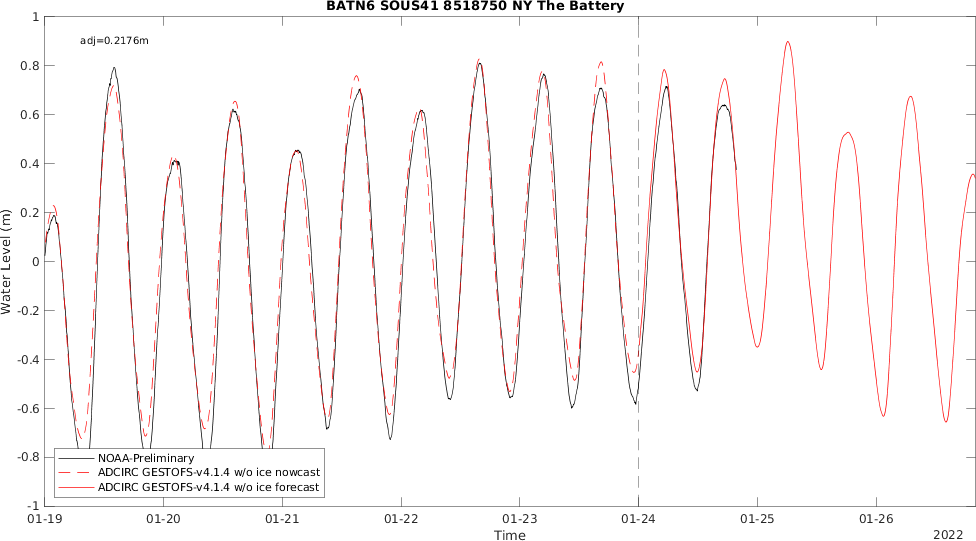 BATN6 SOUS41 8518750 NY The Battery
adj=0.2176m
1
0.8
0.6
0.4
0.2
0
-0.2
-0.4
-0.6
-0.8
-1
Water Level (m)
NOAA-Preliminary
ADCIRC GESTOFS-v4.1.4 w/o ice nowcast
ADCIRC GESTOFS-v4.1.4 w/o ice forecast
01-19 01-20 01-21 01-22 01-23 01-24 01-25 01-26
Time
2022